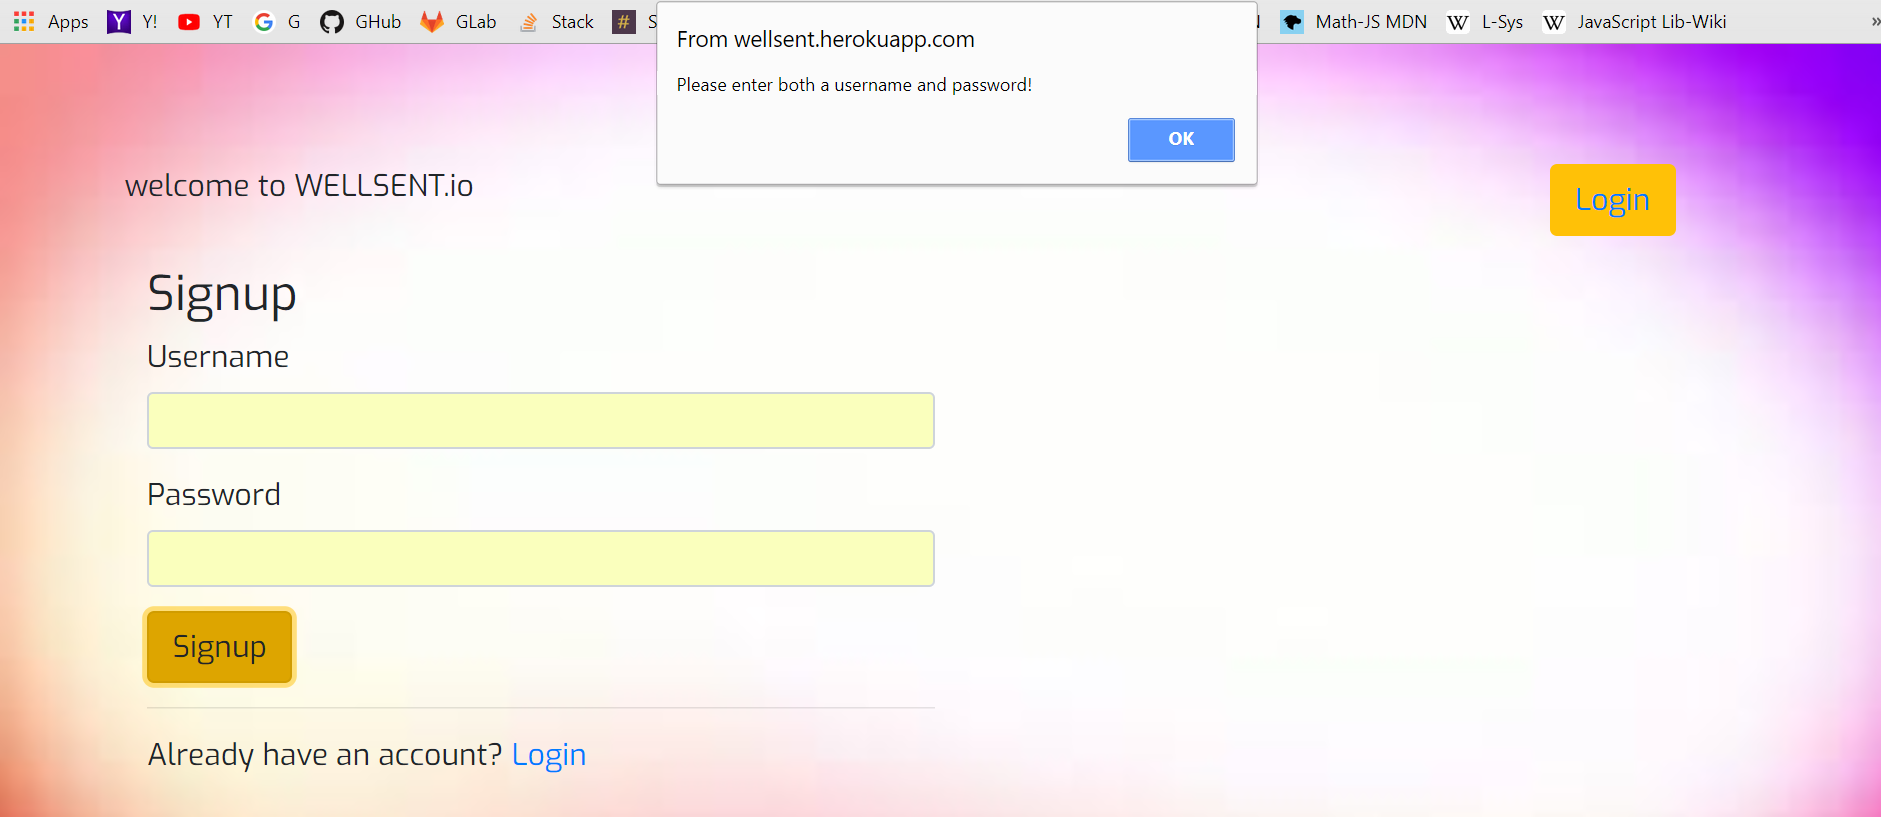 Apps Y! YT G GHub GLab Stack Math-JS MDN W L-Sys W JavaScript Lib-Wiki »
From wellsent.herokuapp.com
Please enter both a username and password!
OK
welcome to WELLSENT.io
Login
Signup
Username
Password
Signup
Already have an account? Login